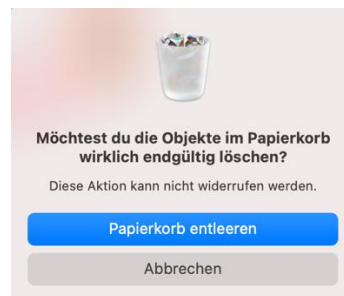 Möchtest du die Objekte im Papierkorb
wirklich endgültig löschen?
Diese Aktion kann nicht widerrufen werden.
Papierkorb entleeren
Abbrechen